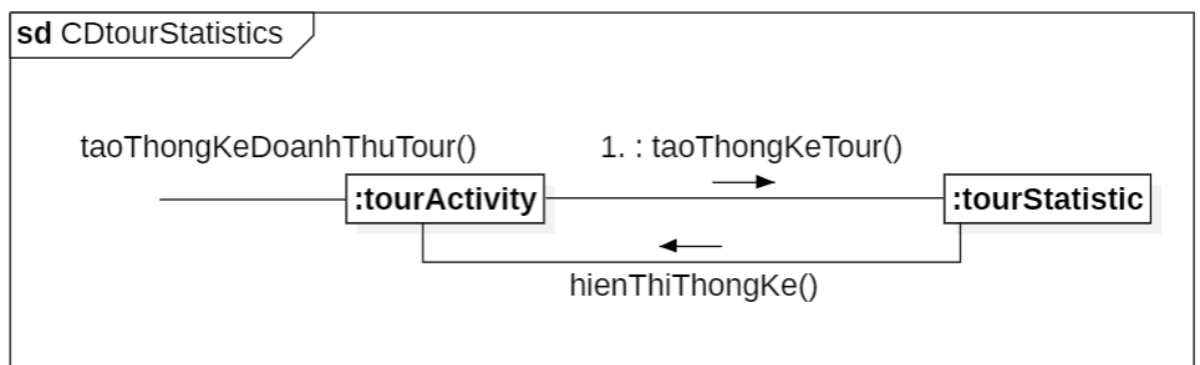 sd CDtourStatistics
taoThongKeDoanhThuTour()
1. : taoThongKeTour()
:tourActivity
:tourStatistic
hienThiThongKe()